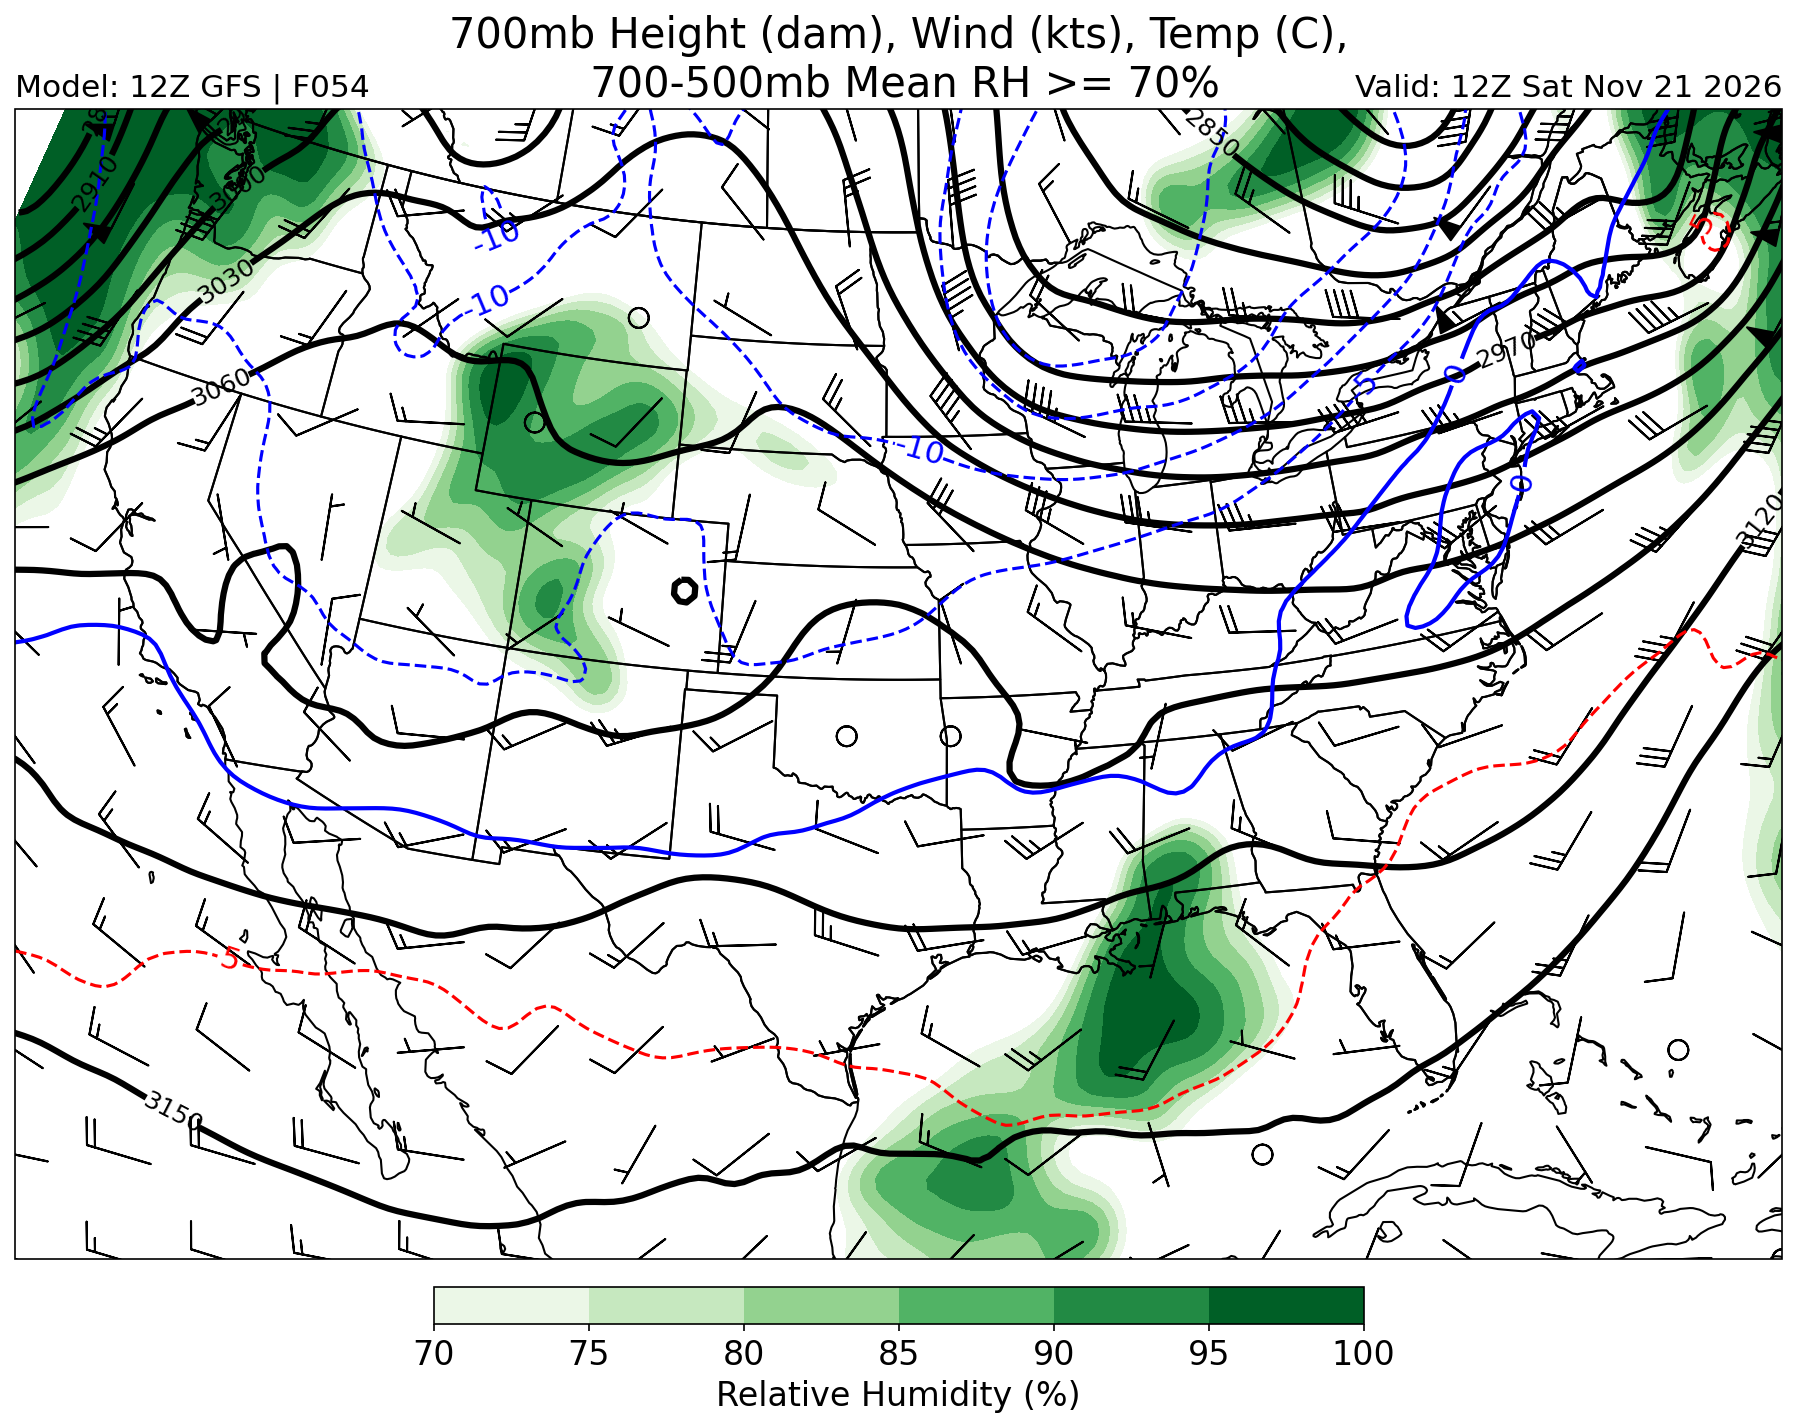 700mb Height (dam), Wind (kts), Temp (C),
700-500mb Mean RH >= 70%
Model: 12Z GFS | F054
Valid: 12Z Sat Nov 21 2026
2850
2910
3000
-10
5
3030
-10
3060
2970
0
-5
-10
0
3120
5
3150
70 75 80 85 90 95 100
Relative Humidity (%)